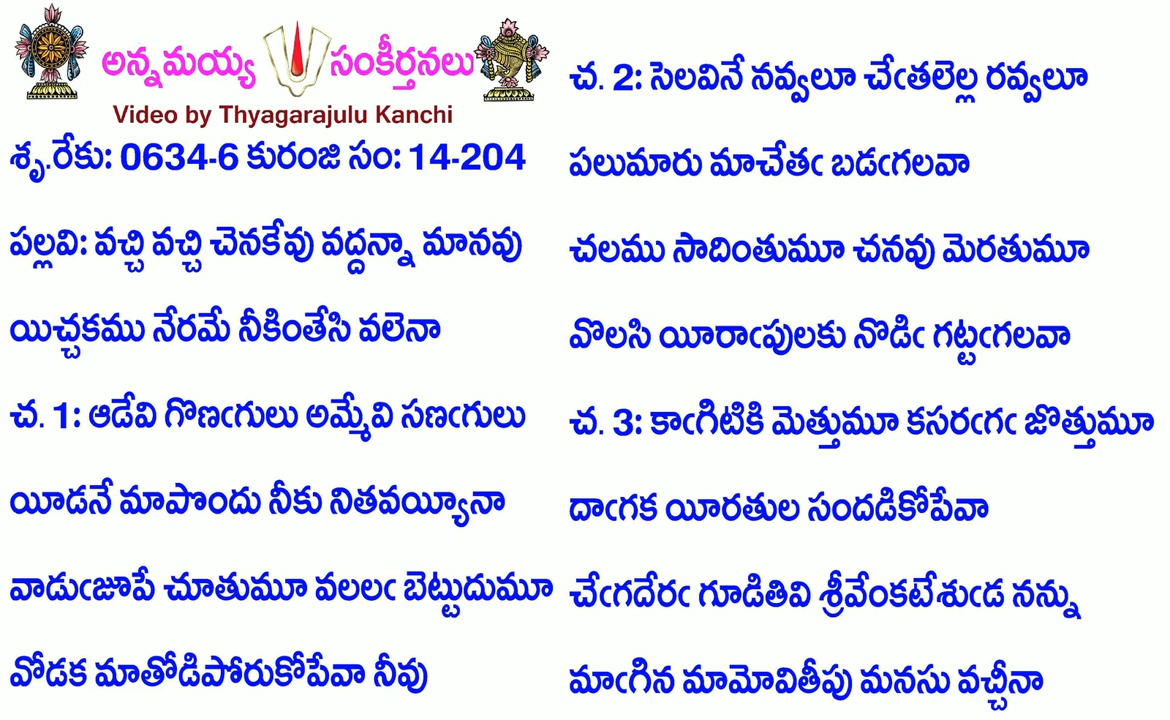 అన్నమయ్య సంకీర్తనలు
Video by Thyagarajulu Kanchi
శృ.రేకు: 0634-6 కురంజి సం: 14-204
పల్లవి: వచ్చి వచ్చి చెనకేవు వద్దన్నా మానవు
యిచ్చకము నేరమే నీకింతేసి వలెనా
చ. 1: ఆడేవి గొణఁగులు అమ్మేవి సణఁగులు
యీడనే మాపొందు నీకు నితవయ్యీనా
వాడుఁజూపే చూతుమూ వలలఁ బెట్టుదుమూ
వోడక మాతోడిపోరుకోపేవా నీవు
చ. 2: సెలవినే నవ్వలూ చేఁతలెల్ల రవ్వలూ
పలుమారు మాచేతఁ బడఁగలవా
చలము సాదింతుమూ చనవు మెరతుమూ
వొలసి యీరాఁపులకు నొడిఁ గట్టఁగలవా
చ. 3: కాఁగిటికి మెత్తుమూ కసరఁగఁ జొత్తుమూ
దాఁగక యీరతుల సందడికోపేవా
చేఁగదేరఁ గూడితివి శ్రీవేంకటేశుఁడ నన్ను
మాఁగిన మామోవితీపు మనసు వచ్చీనా